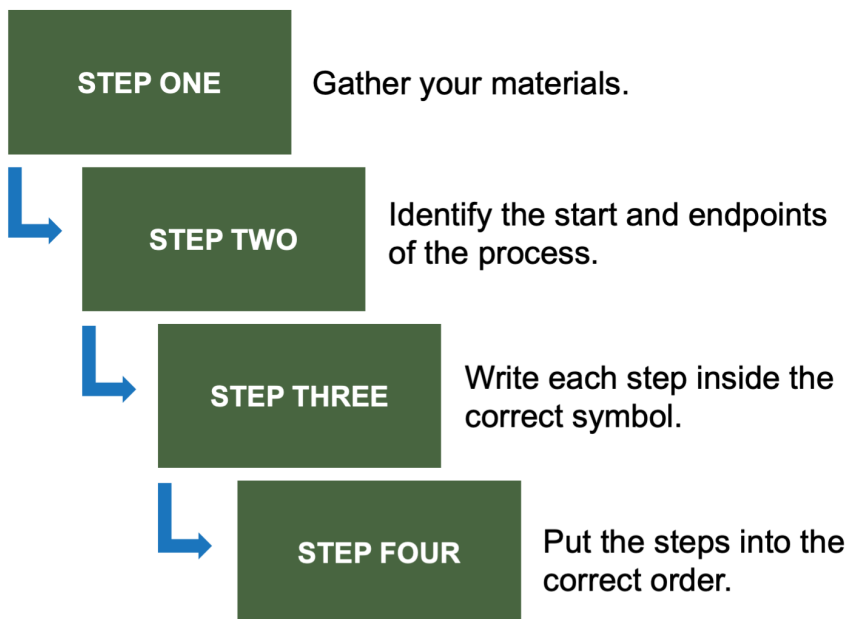 STEP ONE
Gather your materials.
STEP TWO
Identify the start and endpoints
of the process.
STEP THREE
Write each step inside the
correct symbol.
STEP FOUR
Put the steps into the
correct order.